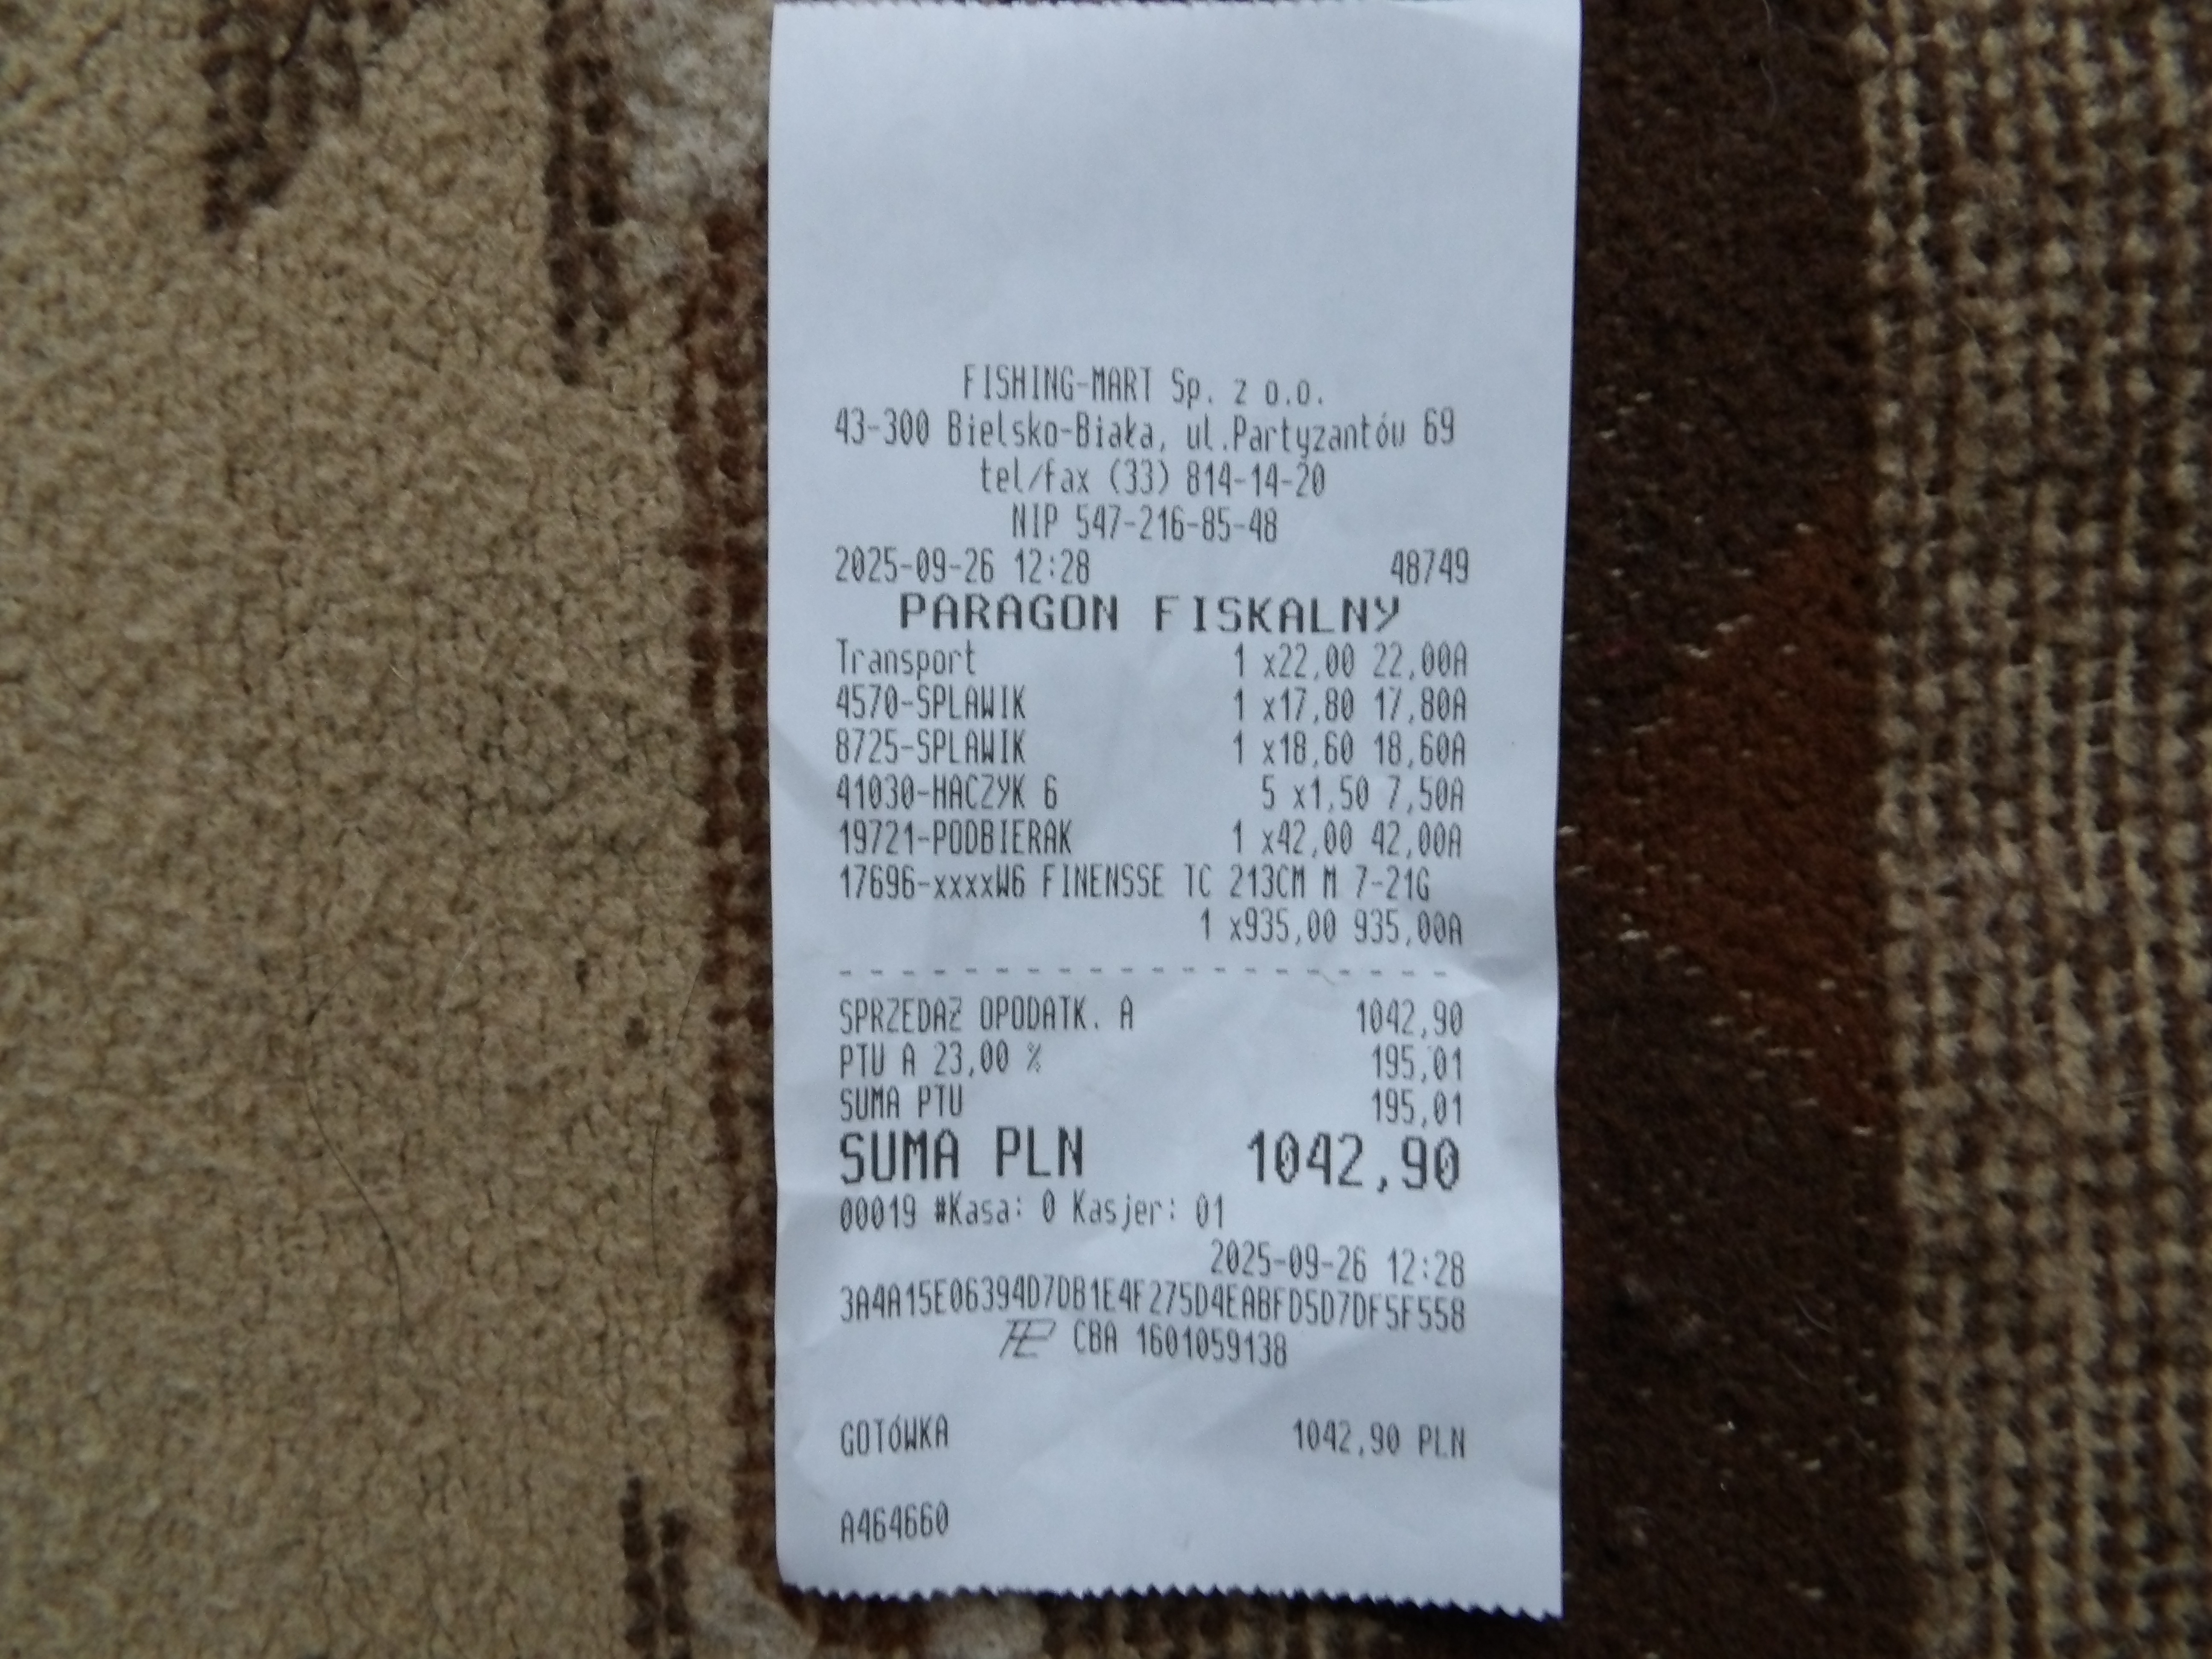 FISHING-MART Sp. z o.o.
43-300 Bielsko-Biała, ul.Partyzantów 69
tel/fax (33) 814-14-20
NIP 547-216-85-48
2025-09-26 12:28 48749
PARAGON FISKALNY
Transport 1 x22,00 22,00A
4570-SPLAWIK 1 x17,80 17,80A
8725-SPLAWIK 1 x18,60 18,60A
41030-HACZYK 6 5 x1,50 7,50A
19721-PODBIERAK 1 x42,00 42,00A
17696-xxxxW6 FINENSSE TC 213CM M 7-21G
1 x935,00 935,00A
- - - - - - - - - - - - - - - - - - - -
SPRZEDAŻ OPODATK. A 1042,90
PTU A 23,00 % 195,01
SUMA PTU 195,01
SUMA PLN 1042,90
00019 #Kasa: 0 Kasjer: 01
2025-09-26 12:28
3A4A15E06394D7DB1E4F275D4EABFD5D7DF5F558
CBA 1601059138
GOTÓWKA 1042,90 PLN
A464660